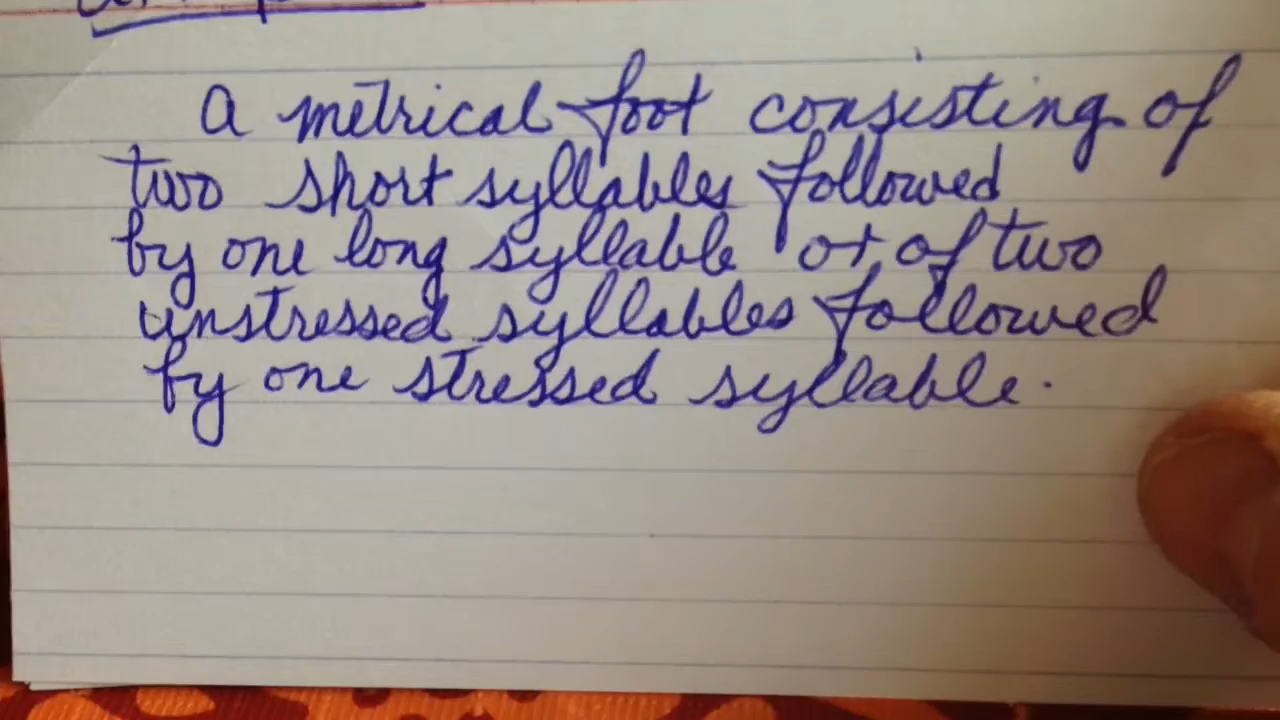 a metrical foot consisting of
two short syllables followed
by one long syllable or of two
unstressed syllables followed
by one stressed syllable.